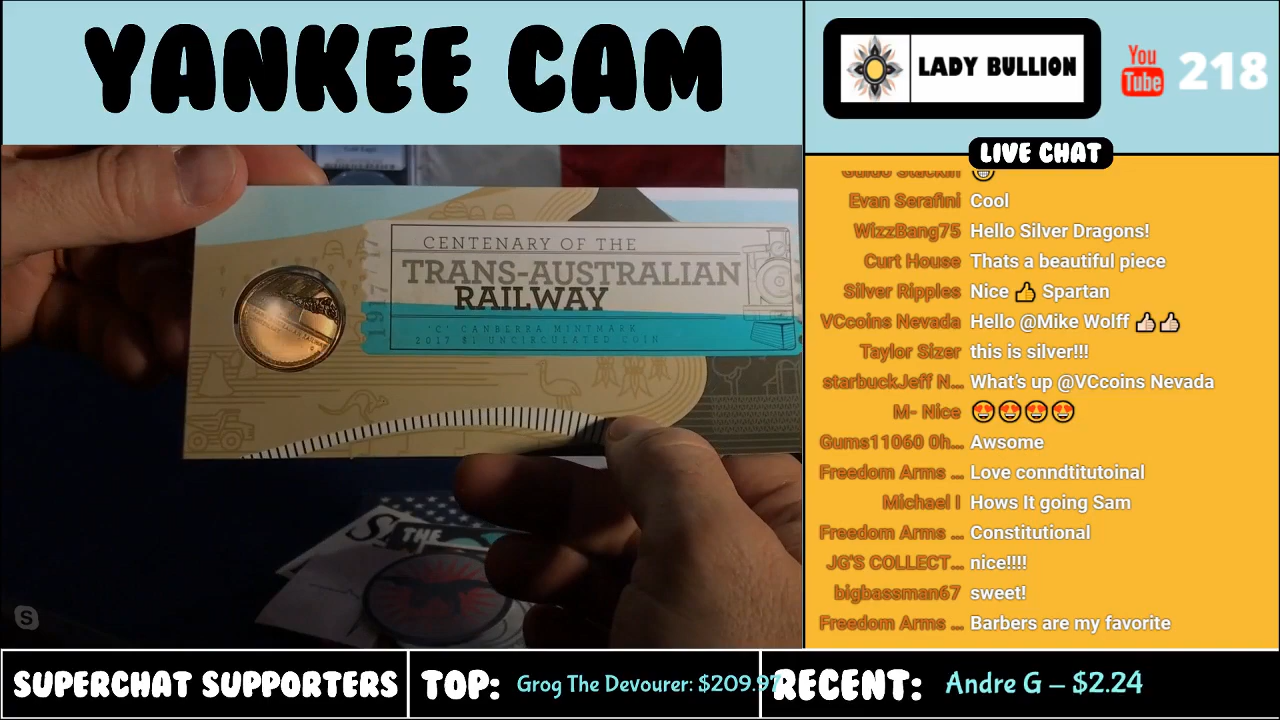 YANKEE CAM
LADY BULLION
You Tube
218
LIVE CHAT
Evan Serafini Cool
WizzBang75 Hello Silver Dragons!
Curt House Thats a beautiful piece
Silver Ripples Nice 👍 Spartan
VCcoins Nevada Hello @Mike Wolff 👍🏻👍🏻
Taylor Sizer this is silver!!!
starbuckJeff N... What's up @VCcoins Nevada
M- Nice 😍😍😍😍
Gums11060 0h... Awsome
Freedom Arms ... Love conndtitutoinal
Michael I Hows It going Sam
Freedom Arms ... Constitutional
JG'S COLLECT... nice!!!!
bigbassman67 sweet!
Freedom Arms ... Barbers are my favorite
CENTENARY OF THE
TRANS-AUSTRALIAN
RAILWAY
'C' CANBERRA MINTMARK
2017 $1 UNCIRCULATED COIN
THE
SUPERCHAT SUPPORTERS
TOP: Grog The Devourer: $209.97
RECENT: Andre G – $2.24